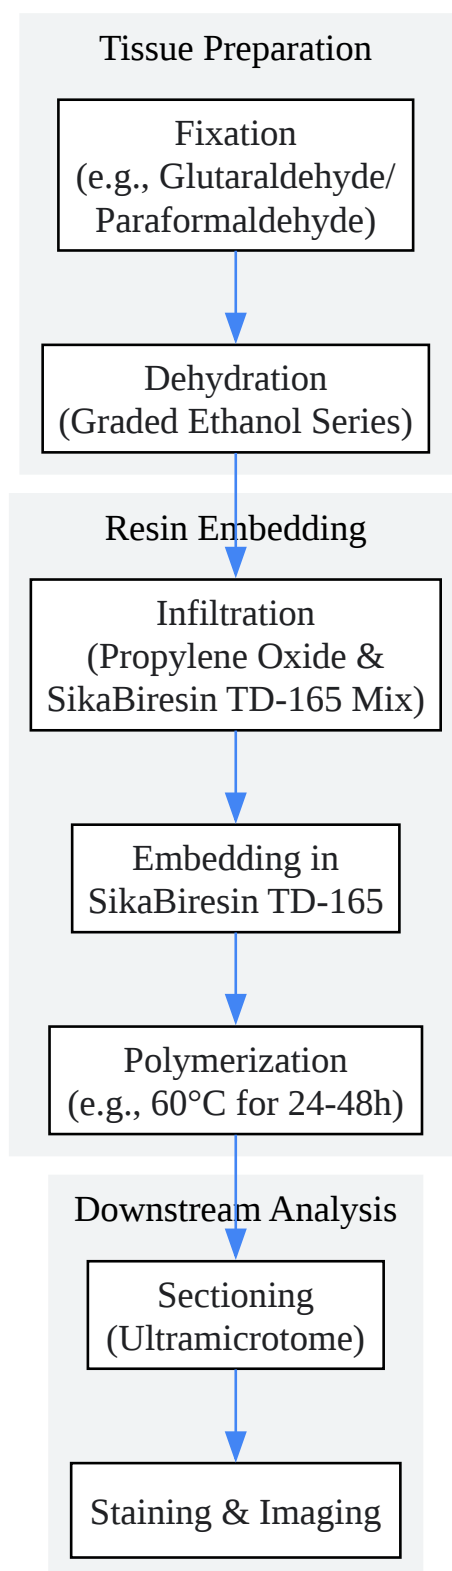 Tissue Preparation
Fixation
(e.g., Glutaraldehyde/
Paraformaldehyde)
Dehydration
(Graded Ethanol Series)
Resin Embedding
Infiltration
(Propylene Oxide &
SikaBiresin TD-165 Mix)
Embedding in
SikaBiresin TD-165
Polymerization
(e.g., 60°C for 24-48h)
Downstream Analysis
Sectioning
(Ultramicrotome)
Staining & Imaging